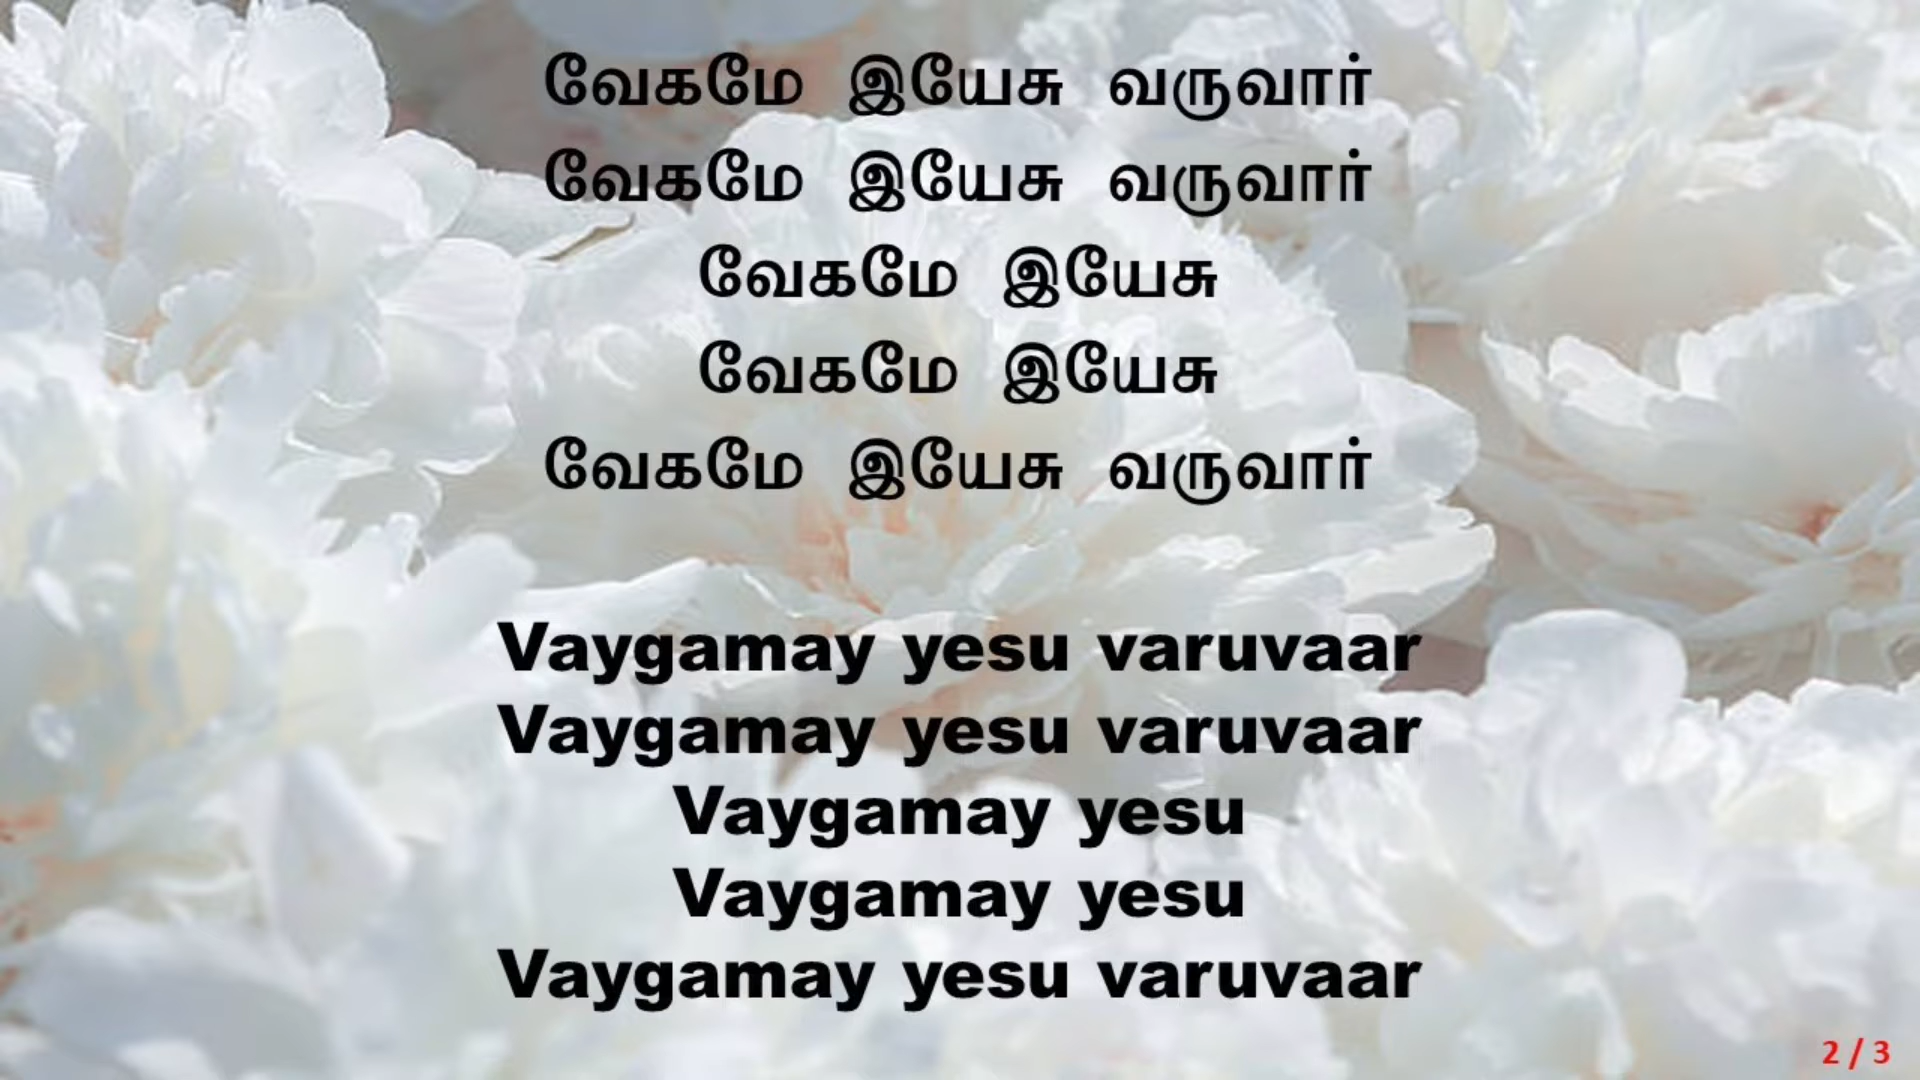 வேகமே இயேசு வருவார்
வேகமே இயேசு வருவார்
வேகமே இயேசு
வேகமே இயேசு
வேகமே இயேசு வருவார்
Vaygamay yesu varuvaar
Vaygamay yesu varuvaar
Vaygamay yesu
Vaygamay yesu
Vaygamay yesu varuvaar
2 / 3